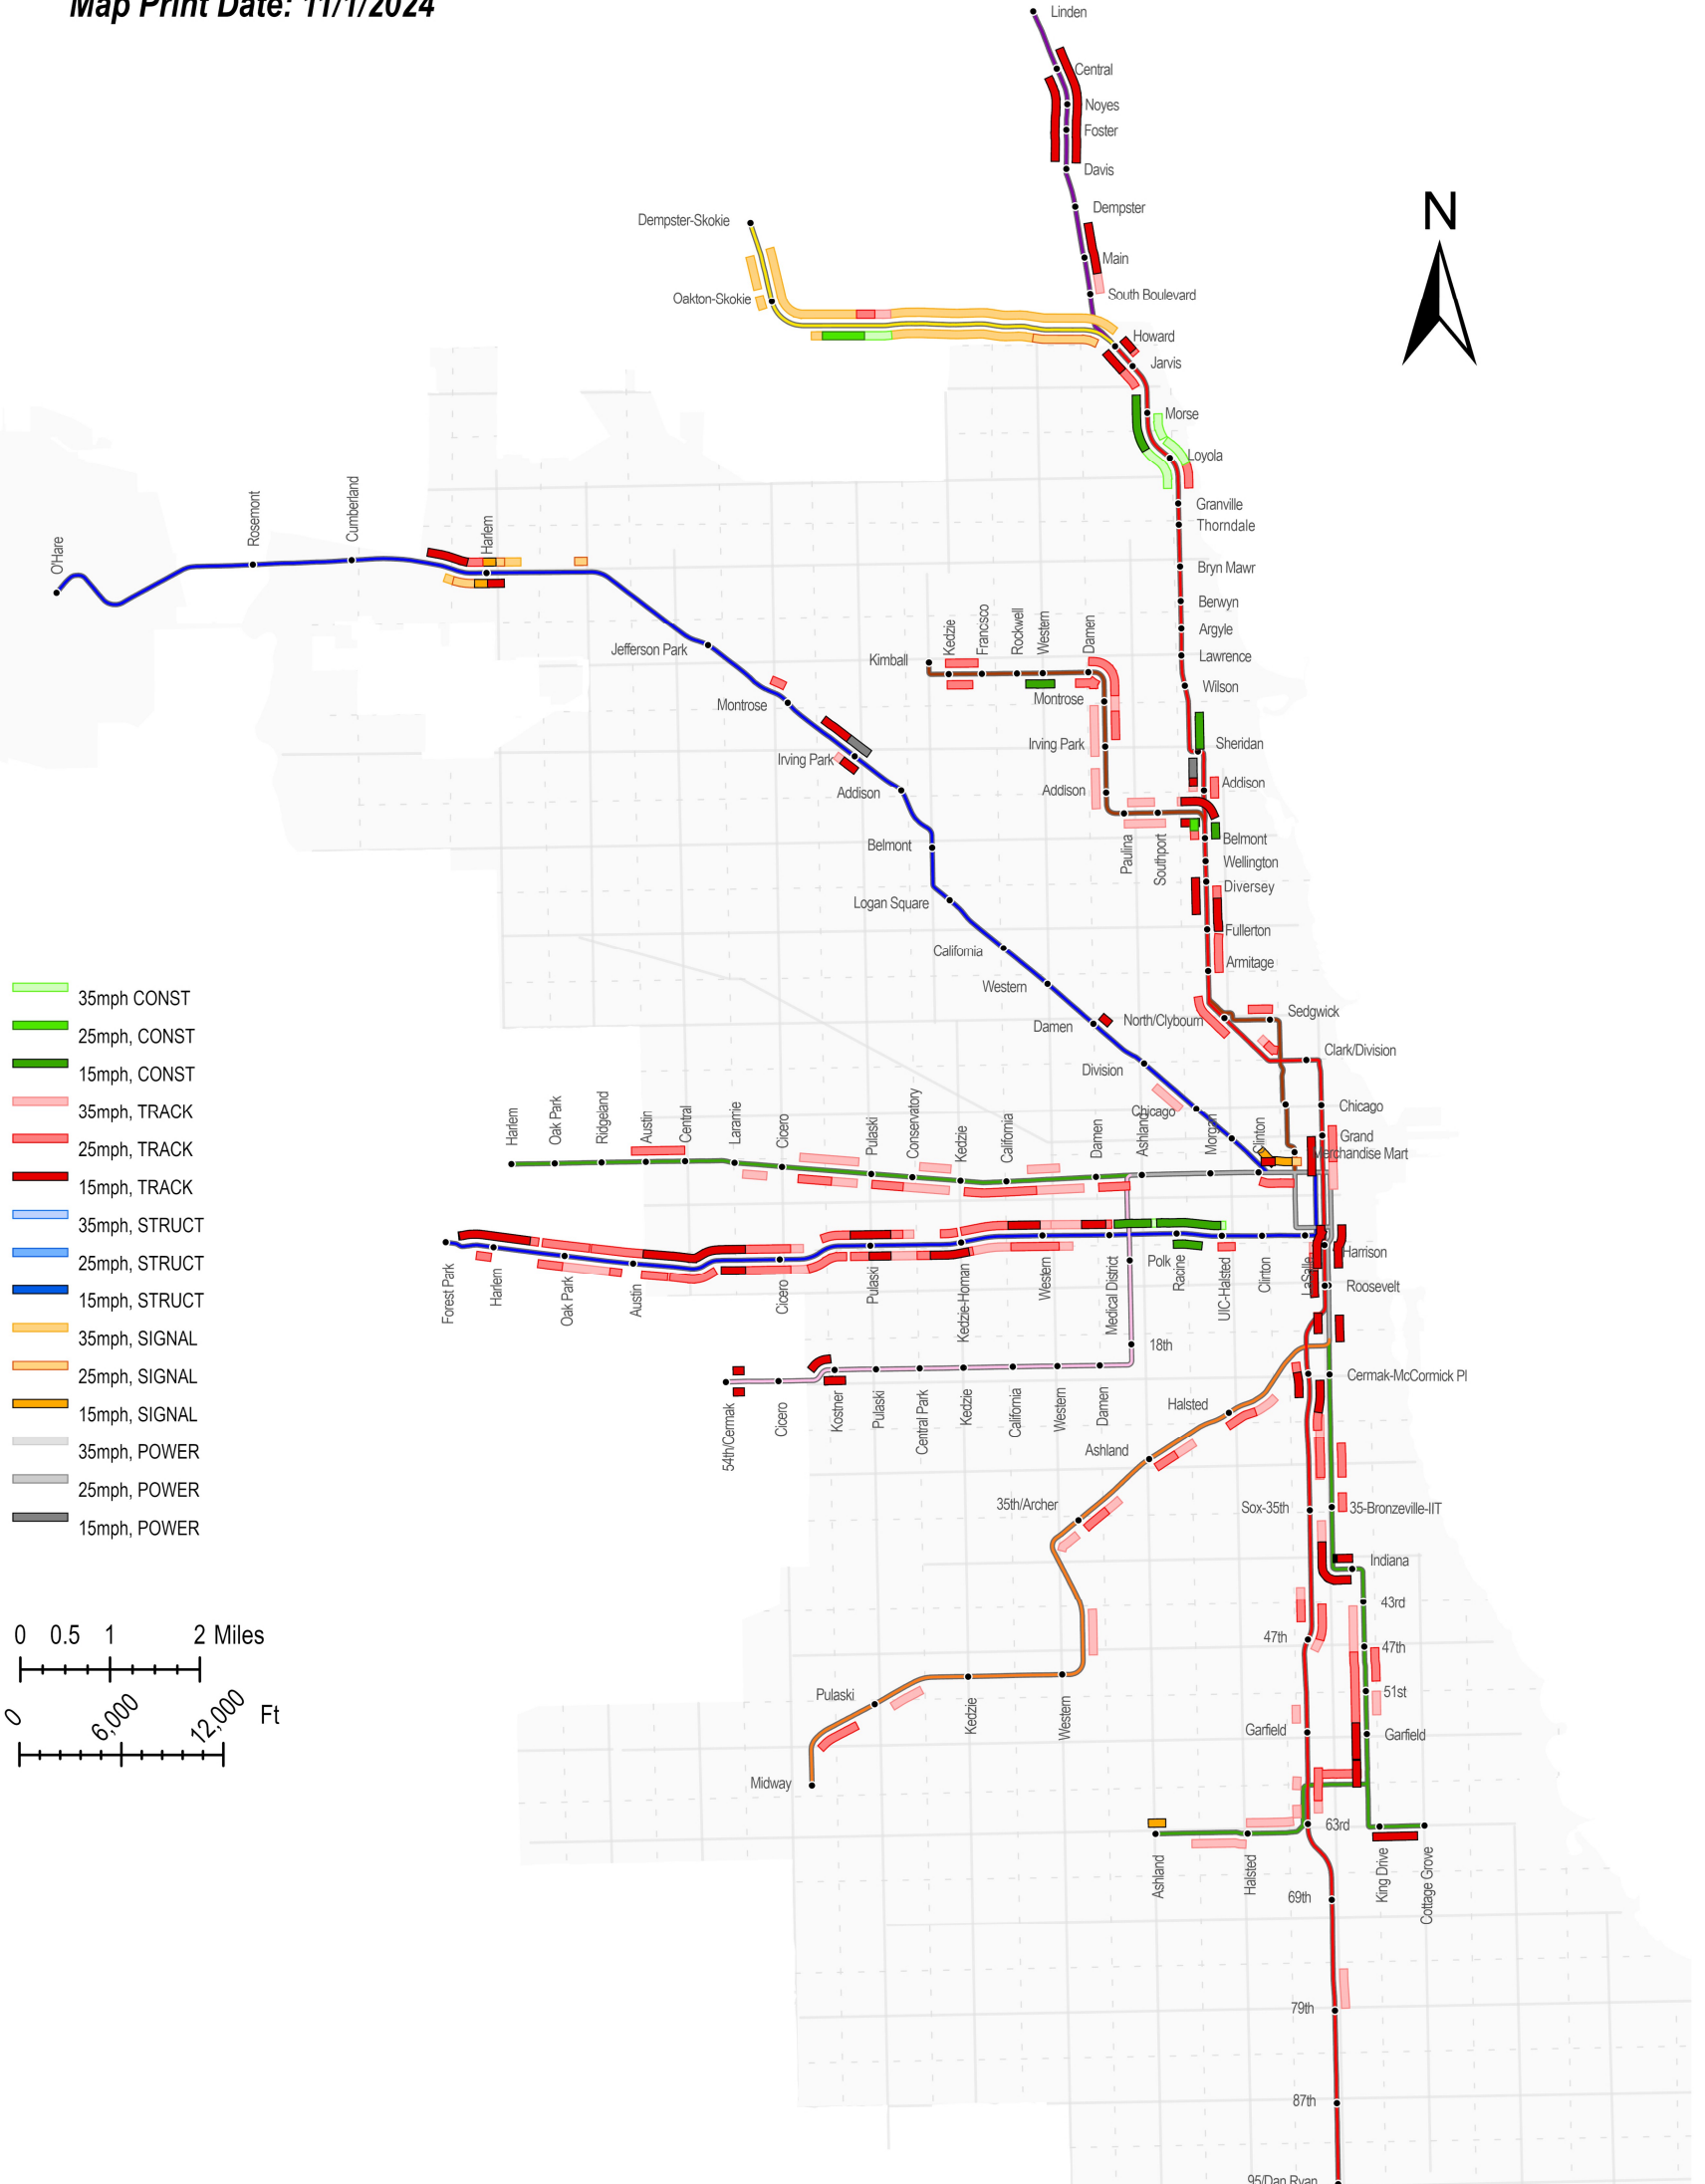 Map Print Date: 11/1/2024
Linden
Central
Noyes
Foster
Davis
Dempster
Main
South Boulevard
Dempster-Skokie
Oakton-Skokie
Howard
Jarvis
Morse
Loyola
Granville
Thorndale
Bryn Mawr
Berwyn
Argyle
Lawrence
Wilson
Sheridan
Addison
Belmont
Wellington
Diversey
Fullerton
Armitage
N
O'Hare
Rosemont
Cumberland
Harlem
Jefferson Park
Montrose
Irving Park
Addison
Belmont
Logan Square
California
Western
Damen
Division
Chicago
Kimball
Kedzie
Francsco
Rockwell
Western
Damen
Montrose
Irving Park
Addison
Paulina
Southport
North/Clybourn
Sedgwick
Clark/Division
Chicago
Grand
Merchandise Mart
Harlem
Oak Park
Ridgeland
Austin
Central
Laramie
Cicero
Pulaski
Conservatory
Kedzie
California
Damen
Ashland
Morgan
Clinton
Forest Park
Harlem
Oak Park
Austin
Cicero
Pulaski
Kedzie-Homan
Western
Medical District
Polk
Racine
UIC-Halsted
Clinton
LaSalle
Harrison
Roosevelt
18th
54th/Cermak
Cicero
Kostner
Pulaski
Central Park
Kedzie
California
Western
Damen
Cermak-McCormick Pl
Halsted
Ashland
35th/Archer
Western
Kedzie
Pulaski
Midway
Sox-35th
35-Bronzeville-IIT
Indiana
43rd
47th
47th
51st
Garfield
Garfield
63rd
Ashland
Halsted
King Drive
Cottage Grove
69th
79th
87th
95/Dan Ryan
35mph CONST
25mph, CONST
15mph, CONST
35mph, TRACK
25mph, TRACK
15mph, TRACK
35mph, STRUCT
25mph, STRUCT
15mph, STRUCT
35mph, SIGNAL
25mph, SIGNAL
15mph, SIGNAL
35mph, POWER
25mph, POWER
15mph, POWER
0 0.5 1 2 Miles
0 6,000 12,000 Ft